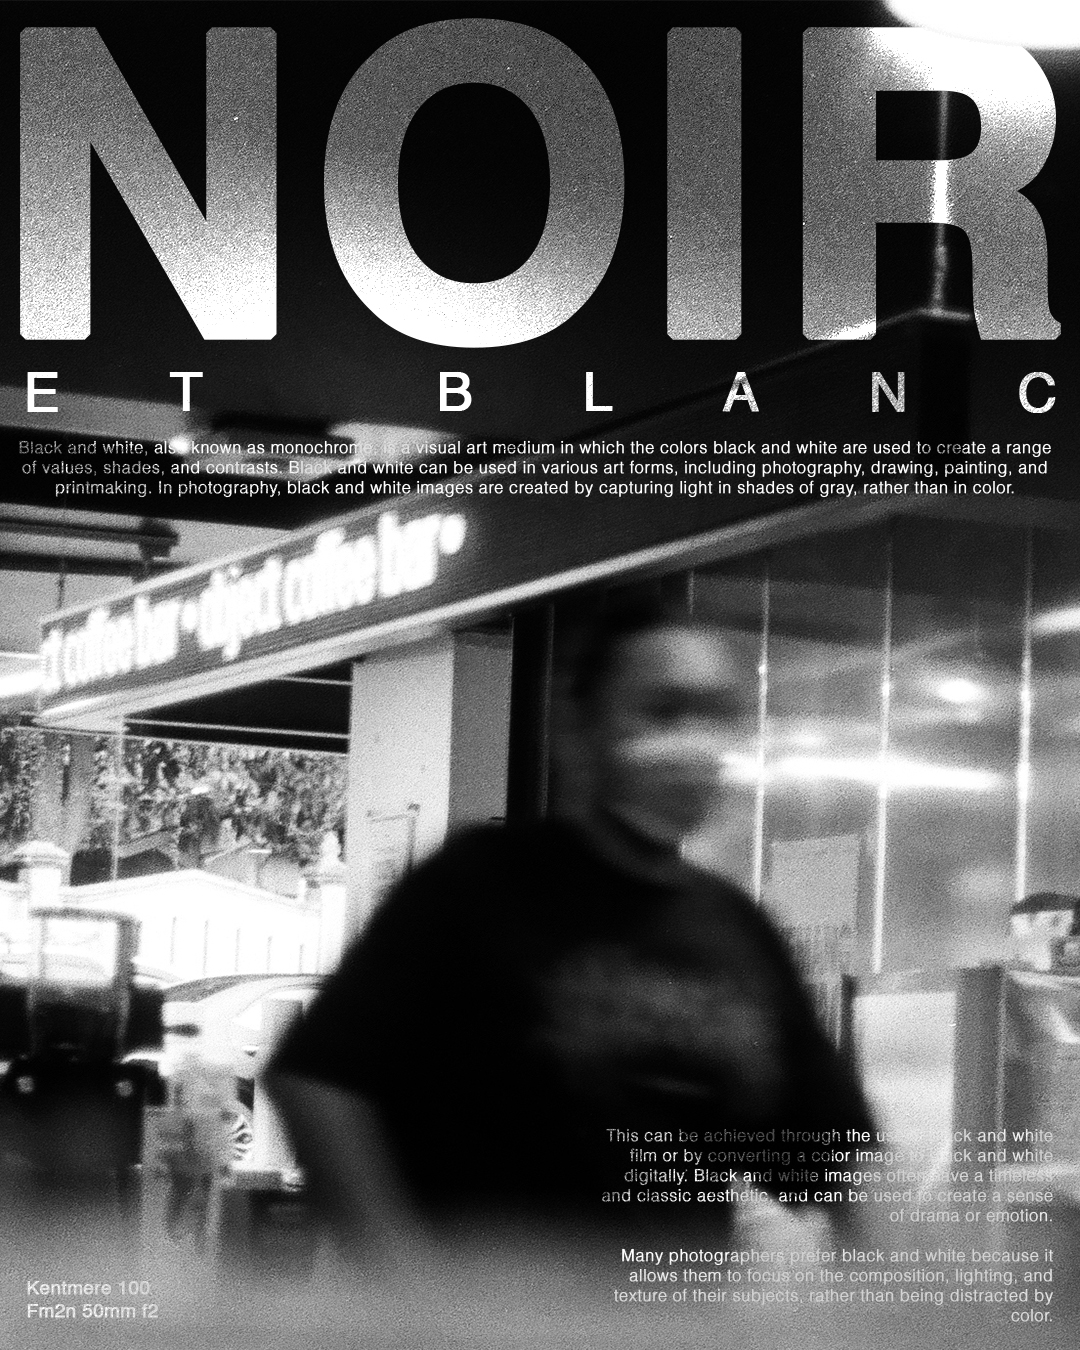 NOIR
ET BLANC
Black and white, also known as monochrome, is a visual art medium in which the colors black and white are used to create a range
of values, shades, and contrasts. Black and white can be used in various art forms, including photography, drawing, painting, and
printmaking. In photography, black and white images are created by capturing light in shades of gray, rather than in color.
coffee bar • object coffee bar •
This can be achieved through the use of black and white
film or by converting a color image to black and white
digitally. Black and white images often have a timeless
and classic aesthetic, and can be used to create a sense
of drama or emotion.
Many photographers prefer black and white because it
allows them to focus on the composition, lighting, and
texture of their subjects, rather than being distracted by
color.
Kentmere 100
Fm2n 50mm f2